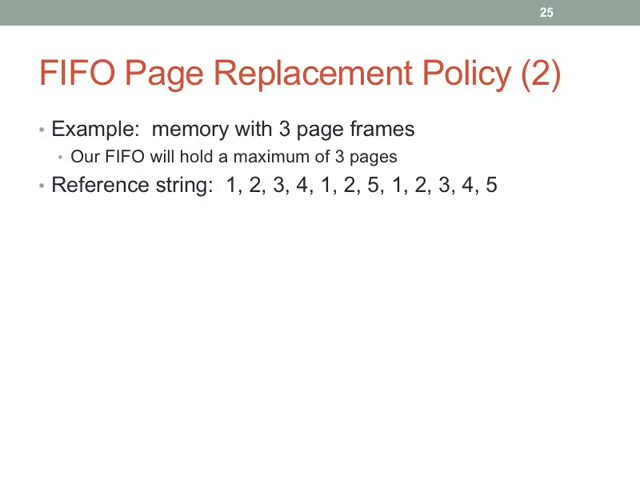 25
FIFO Page Replacement Policy (2)
• Example: memory with 3 page frames
• Our FIFO will hold a maximum of 3 pages
• Reference string: 1, 2, 3, 4, 1, 2, 5, 1, 2, 3, 4, 5